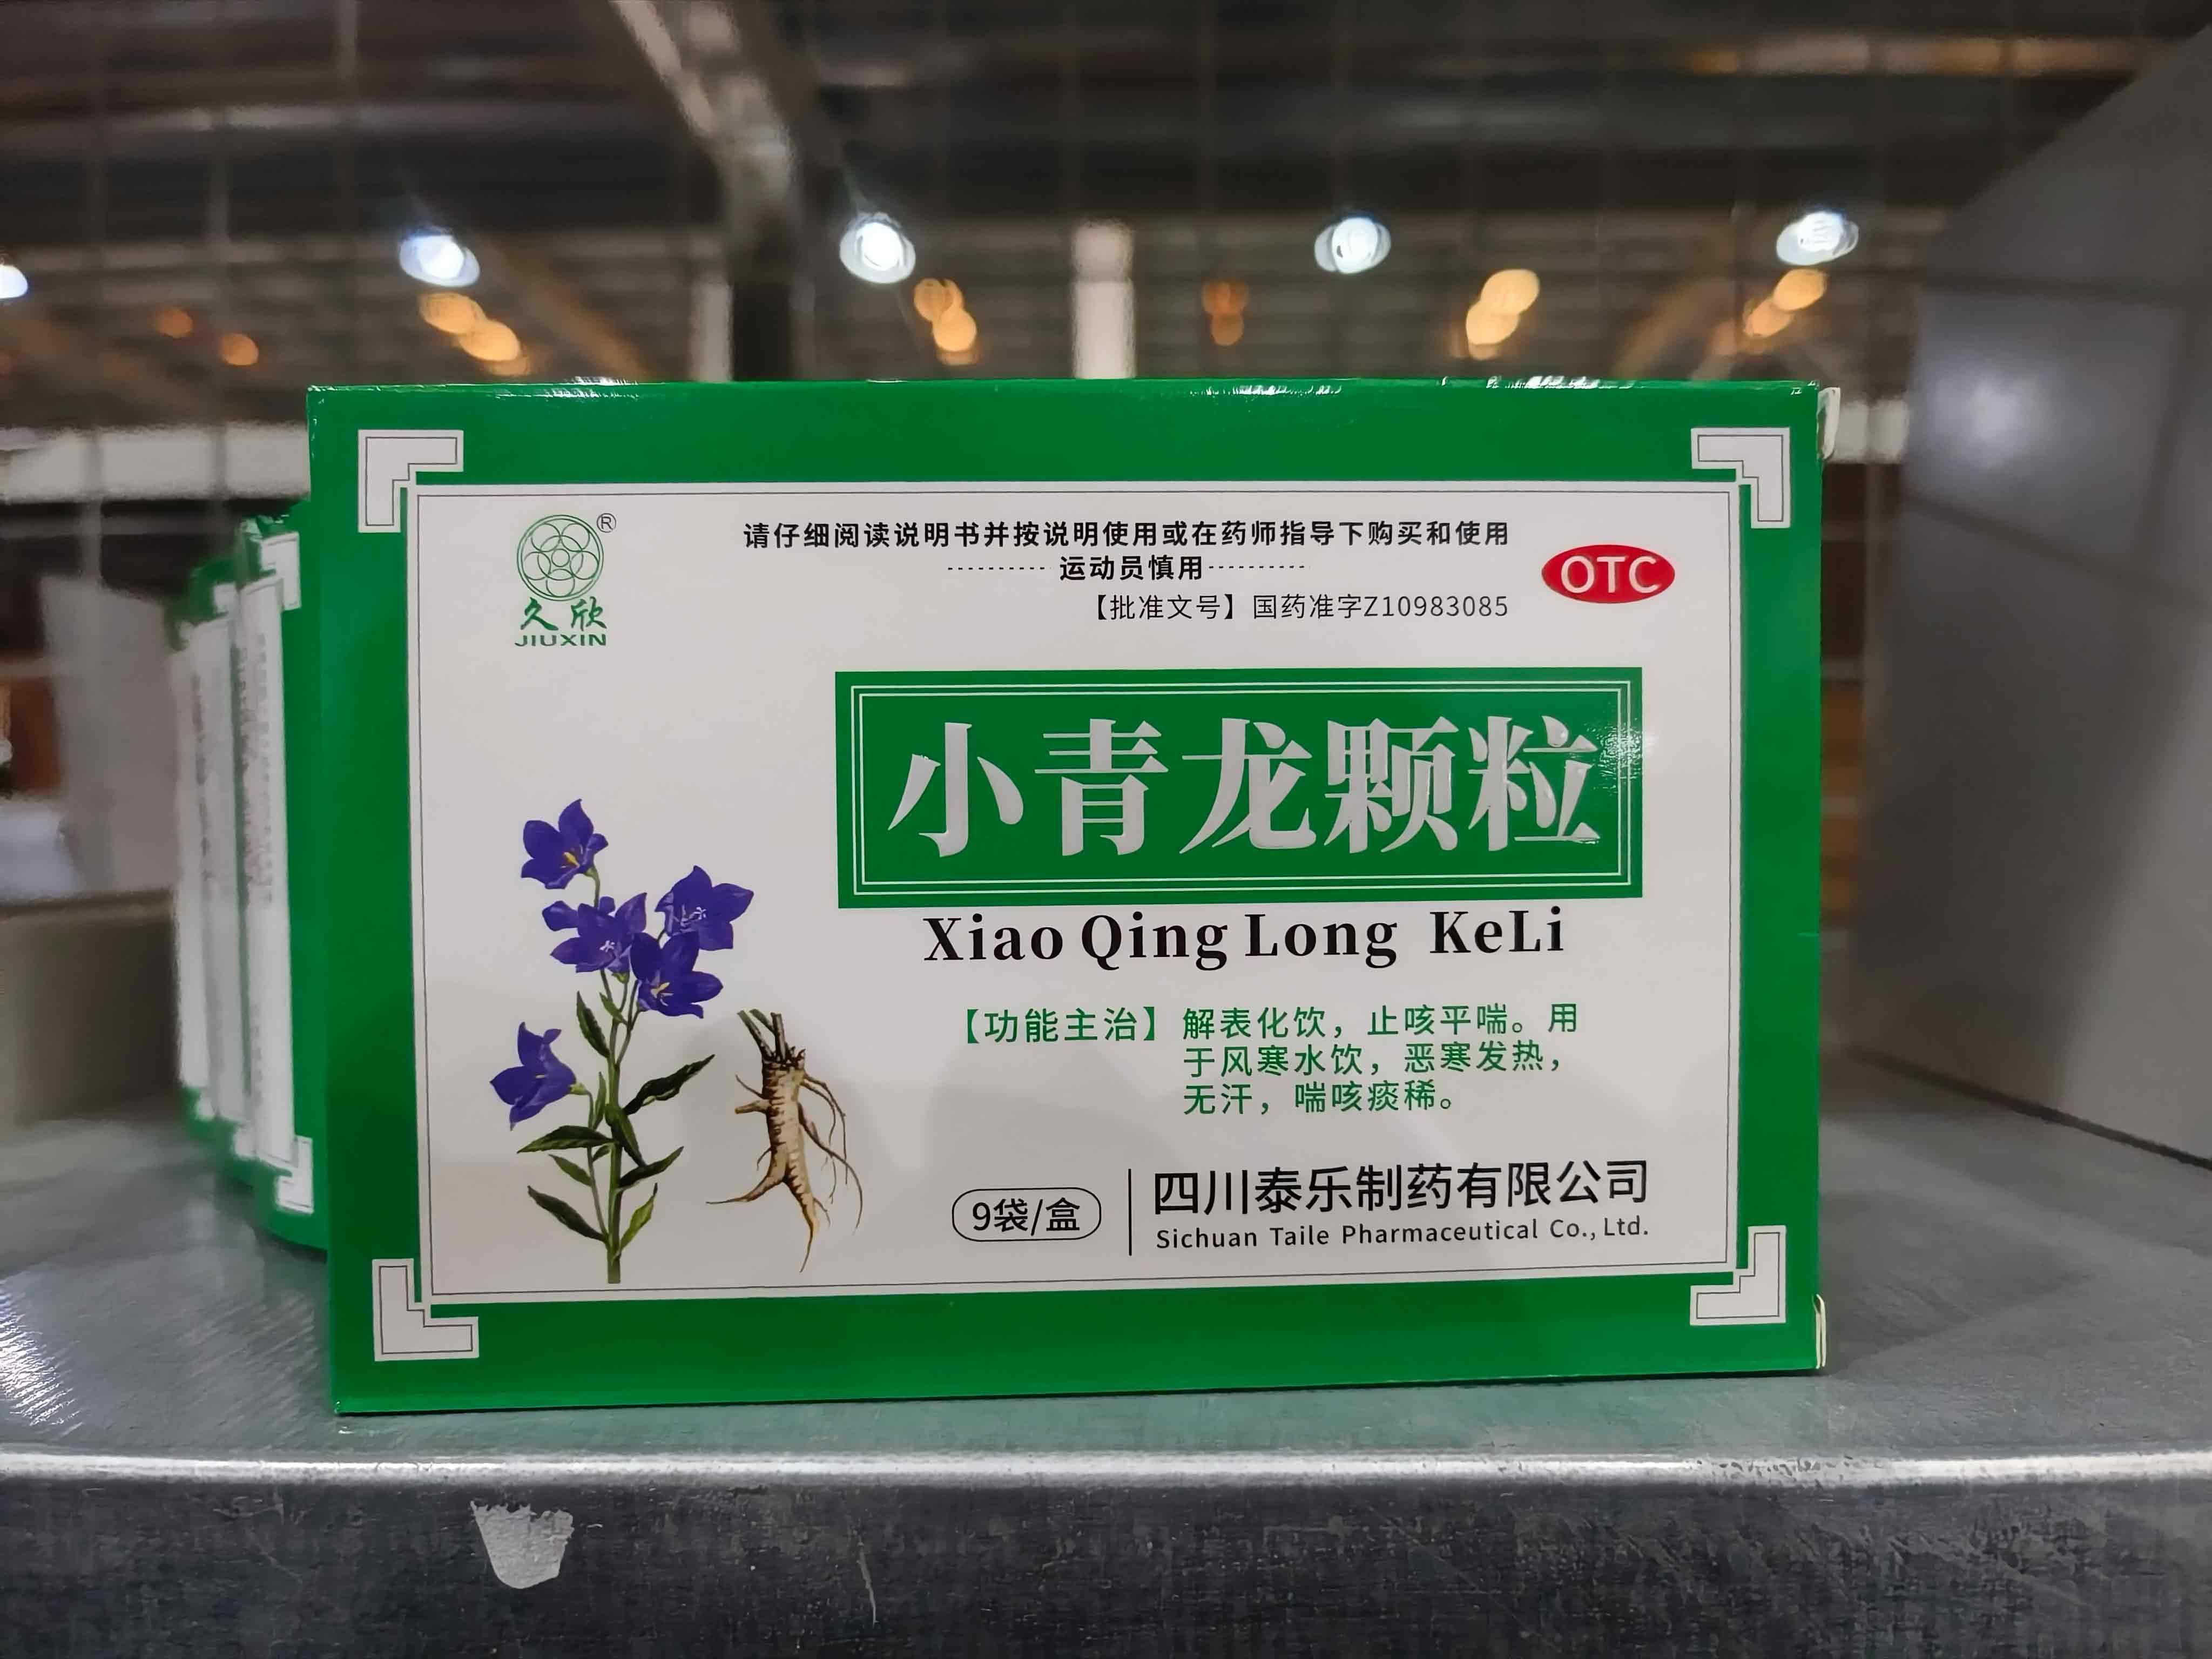 ®
久欣
JIUXIN
请仔细阅读说明书并按说明使用或在药师指导下购买和使用
运动员慎用
【批准文号】国药准字Z10983085
OTC
小青龙颗粒
Xiao Qing Long KeLi
【功能主治】解表化饮，止咳平喘。用
于风寒水饮，恶寒发热，
无汗，喘咳痰稀。
9袋/盒
四川泰乐制药有限公司
Sichuan Taile Pharmaceutical Co., Ltd.